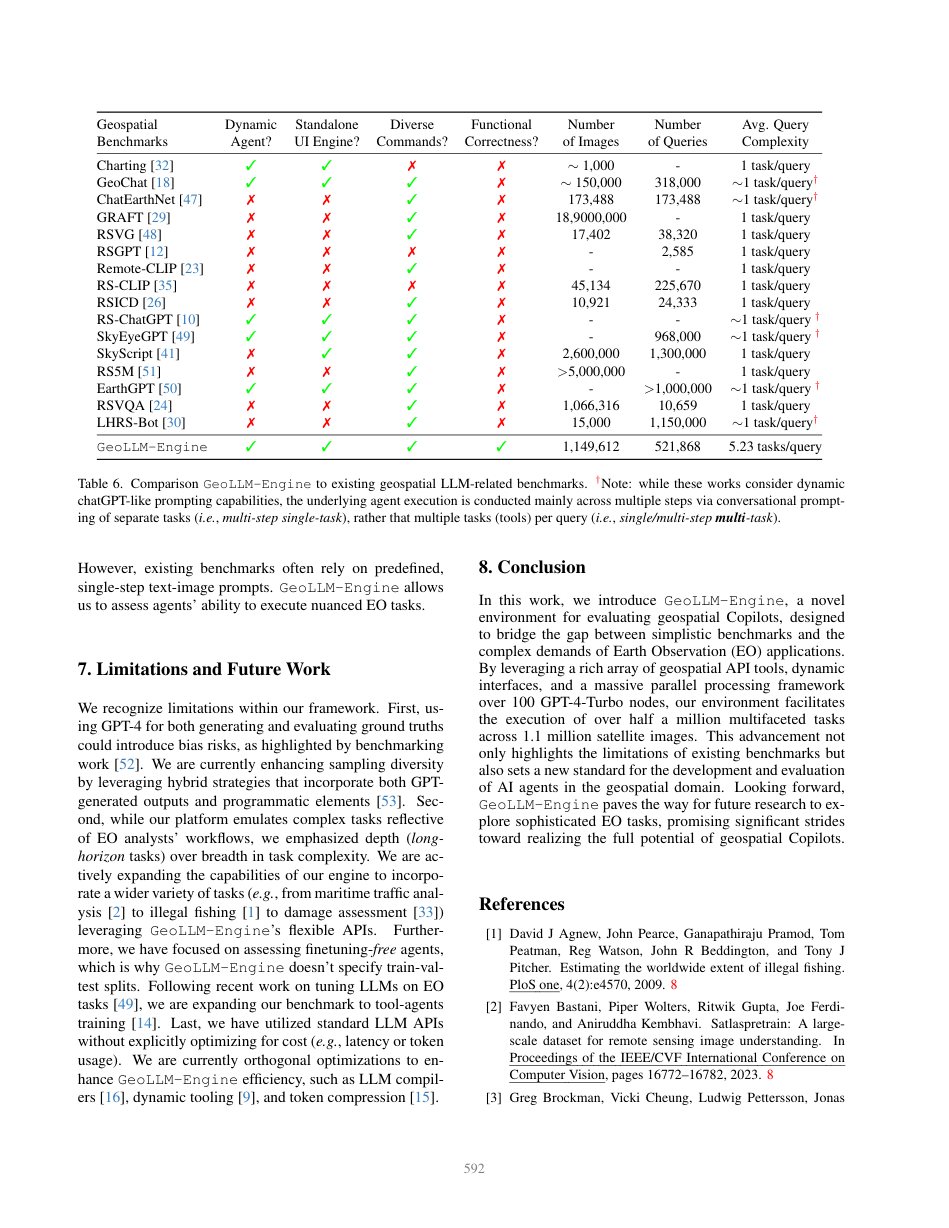 Geospatial Benchmarks Dynamic Agent? Standalone UI Engine? Diverse Commands? Functional Correctness? Number of Images Number of Queries Avg. Query Complexity
Charting [32] ✓ ✓ ✗ ✗ ∼ 1,000 - 1 task/query
GeoChat [18] ✓ ✓ ✓ ✗ ∼ 150,000 318,000 ∼1 task/query†
ChatEarthNet [47] ✗ ✗ ✓ ✗ 173,488 173,488 ∼1 task/query†
GRAFT [29] ✗ ✗ ✓ ✗ 18,9000,000 - 1 task/query
RSVG [48] ✗ ✗ ✓ ✗ 17,402 38,320 1 task/query
RSGPT [12] ✗ ✗ ✗ ✗ - 2,585 1 task/query
Remote-CLIP [23] ✗ ✗ ✓ ✗ - - 1 task/query
RS-CLIP [35] ✗ ✗ ✗ ✗ 45,134 225,670 1 task/query
RSICD [26] ✗ ✗ ✓ ✗ 10,921 24,333 1 task/query
RS-ChatGPT [10] ✓ ✓ ✓ ✗ - - ∼1 task/query †
SkyEyeGPT [49] ✓ ✓ ✓ ✗ - 968,000 ∼1 task/query †
SkyScript [41] ✗ ✓ ✓ ✗ 2,600,000 1,300,000 1 task/query
RS5M [51] ✗ ✗ ✓ ✗ >5,000,000 - 1 task/query
EarthGPT [50] ✓ ✓ ✓ ✗ - >1,000,000 ∼1 task/query †
RSVQA [24] ✗ ✗ ✓ ✗ 1,066,316 10,659 1 task/query
LHRS-Bot [30] ✗ ✗ ✓ ✗ 15,000 1,150,000 ∼1 task/query†
GeoLLM-Engine ✓ ✓ ✓ ✓ 1,149,612 521,868 5.23 tasks/query
Table 6. Comparison GeoLLM-Engine to existing geospatial LLM-related benchmarks. †Note: while these works consider dynamic
chatGPT-like prompting capabilities, the underlying agent execution is conducted mainly across multiple steps via conversational prompt-
ing of separate tasks (i.e., multi-step single-task), rather that multiple tasks (tools) per query (i.e., single/multi-step multi-task).
However, existing benchmarks often rely on predefined,
single-step text-image prompts. GeoLLM-Engine allows
us to assess agents' ability to execute nuanced EO tasks.
7. Limitations and Future Work
We recognize limitations within our framework. First, us-
ing GPT-4 for both generating and evaluating ground truths
could introduce bias risks, as highlighted by benchmarking
work [52]. We are currently enhancing sampling diversity
by leveraging hybrid strategies that incorporate both GPT-
generated outputs and programmatic elements [53]. Sec-
ond, while our platform emulates complex tasks reflective
of EO analysts' workflows, we emphasized depth (long-
horizon tasks) over breadth in task complexity. We are ac-
tively expanding the capabilities of our engine to incorpo-
rate a wider variety of tasks (e.g., from maritime traffic anal-
ysis [2] to illegal fishing [1] to damage assessment [33])
leveraging GeoLLM-Engine's flexible APIs. Further-
more, we have focused on assessing finetuning-free agents,
which is why GeoLLM-Engine doesn't specify train-val-
test splits. Following recent work on tuning LLMs on EO
tasks [49], we are expanding our benchmark to tool-agents
training [14]. Last, we have utilized standard LLM APIs
without explicitly optimizing for cost (e.g., latency or token
usage). We are currently orthogonal optimizations to en-
hance GeoLLM-Engine efficiency, such as LLM compil-
ers [16], dynamic tooling [9], and token compression [15].
8. Conclusion
In this work, we introduce GeoLLM-Engine, a novel
environment for evaluating geospatial Copilots, designed
to bridge the gap between simplistic benchmarks and the
complex demands of Earth Observation (EO) applications.
By leveraging a rich array of geospatial API tools, dynamic
interfaces, and a massive parallel processing framework
over 100 GPT-4-Turbo nodes, our environment facilitates
the execution of over half a million multifaceted tasks
across 1.1 million satellite images. This advancement not
only highlights the limitations of existing benchmarks but
also sets a new standard for the development and evaluation
of AI agents in the geospatial domain. Looking forward,
GeoLLM-Engine paves the way for future research to ex-
plore sophisticated EO tasks, promising significant strides
toward realizing the full potential of geospatial Copilots.
References
[1] David J Agnew, John Pearce, Ganapathiraju Pramod, Tom
Peatman, Reg Watson, John R Beddington, and Tony J
Pitcher. Estimating the worldwide extent of illegal fishing.
PloS one, 4(2):e4570, 2009. 8
[2] Favyen Bastani, Piper Wolters, Ritwik Gupta, Joe Ferdi-
nando, and Aniruddha Kembhavi. Satlaspretrain: A large-
scale dataset for remote sensing image understanding. In
Proceedings of the IEEE/CVF International Conference on
Computer Vision, pages 16772–16782, 2023. 8
[3] Greg Brockman, Vicki Cheung, Ludwig Pettersson, Jonas
592